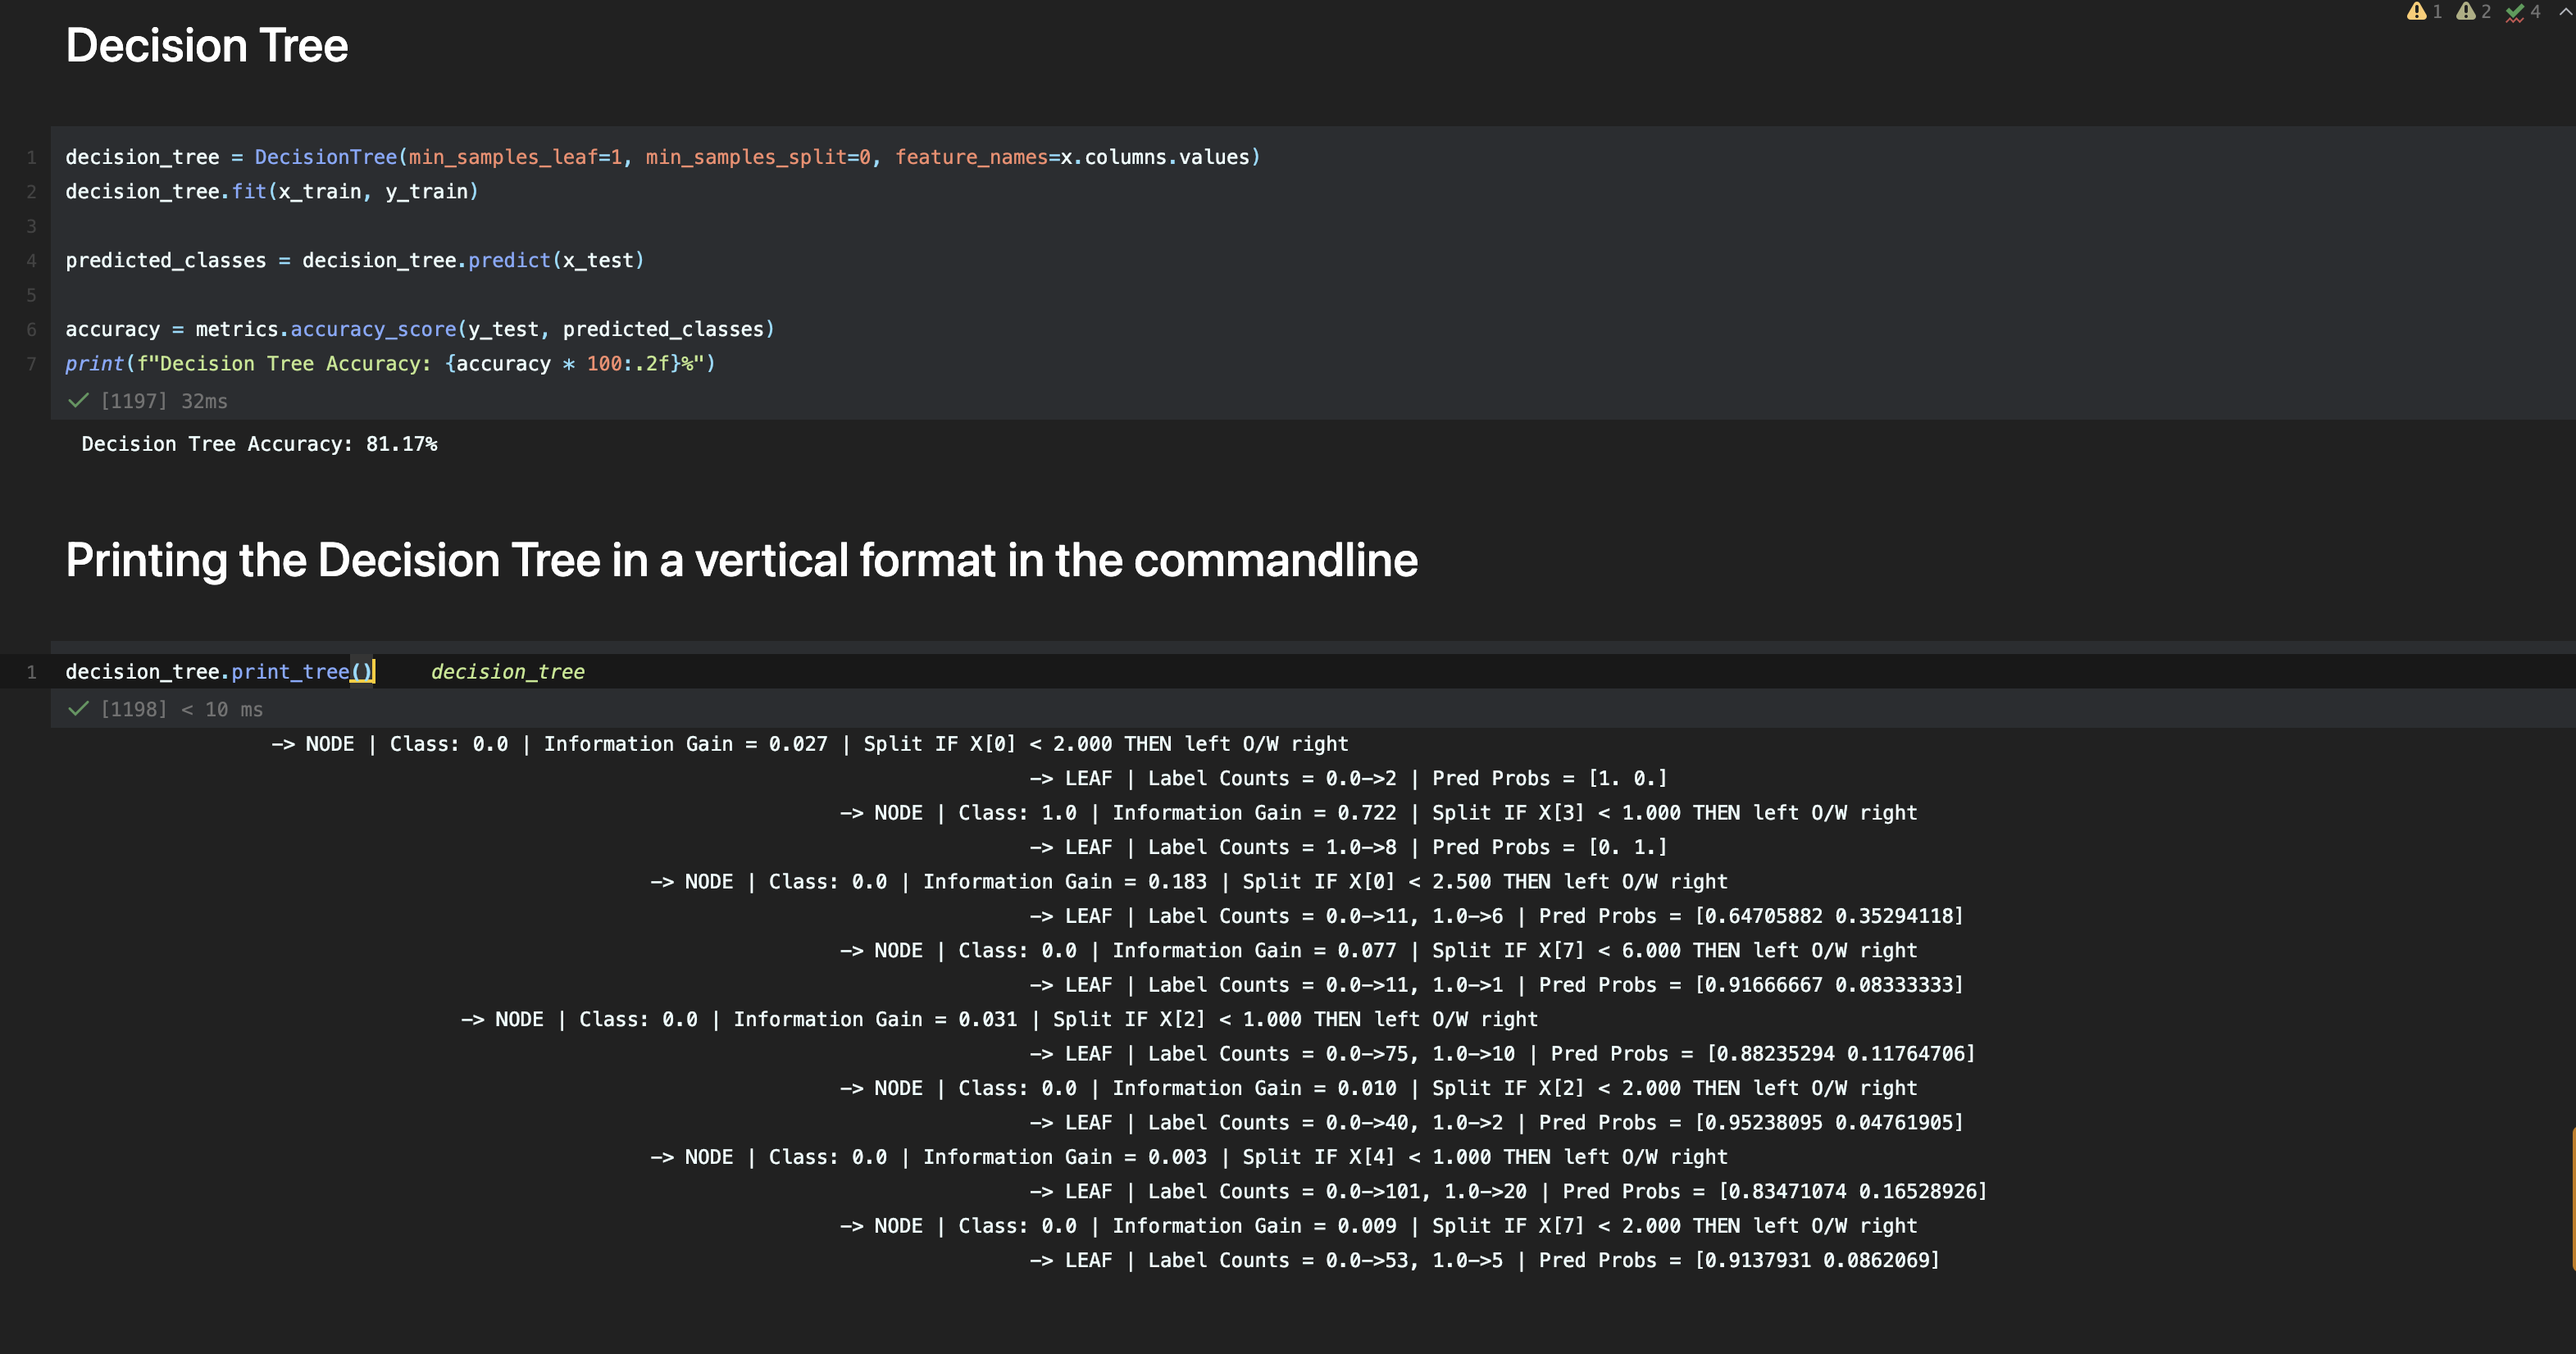 1 2 4
Decision Tree
1 decision_tree = DecisionTree(min_samples_leaf=1, min_samples_split=0, feature_names=x.columns.values)
2 decision_tree.fit(x_train, y_train)
3
4 predicted_classes = decision_tree.predict(x_test)
5
6 accuracy = metrics.accuracy_score(y_test, predicted_classes)
7 print(f"Decision Tree Accuracy: {accuracy * 100:.2f}%")
[1197] 32ms
Decision Tree Accuracy: 81.17%
Printing the Decision Tree in a vertical format in the commandline
1 decision_tree.print_tree() decision_tree
[1198] < 10 ms
-> NODE | Class: 0.0 | Information Gain = 0.027 | Split IF X[0] < 2.000 THEN left O/W right
-> LEAF | Label Counts = 0.0->2 | Pred Probs = [1. 0.]
-> NODE | Class: 1.0 | Information Gain = 0.722 | Split IF X[3] < 1.000 THEN left O/W right
-> LEAF | Label Counts = 1.0->8 | Pred Probs = [0. 1.]
-> NODE | Class: 0.0 | Information Gain = 0.183 | Split IF X[0] < 2.500 THEN left O/W right
-> LEAF | Label Counts = 0.0->11, 1.0->6 | Pred Probs = [0.64705882 0.35294118]
-> NODE | Class: 0.0 | Information Gain = 0.077 | Split IF X[7] < 6.000 THEN left O/W right
-> LEAF | Label Counts = 0.0->11, 1.0->1 | Pred Probs = [0.91666667 0.08333333]
-> NODE | Class: 0.0 | Information Gain = 0.031 | Split IF X[2] < 1.000 THEN left O/W right
-> LEAF | Label Counts = 0.0->75, 1.0->10 | Pred Probs = [0.88235294 0.11764706]
-> NODE | Class: 0.0 | Information Gain = 0.010 | Split IF X[2] < 2.000 THEN left O/W right
-> LEAF | Label Counts = 0.0->40, 1.0->2 | Pred Probs = [0.95238095 0.04761905]
-> NODE | Class: 0.0 | Information Gain = 0.003 | Split IF X[4] < 1.000 THEN left O/W right
-> LEAF | Label Counts = 0.0->101, 1.0->20 | Pred Probs = [0.83471074 0.16528926]
-> NODE | Class: 0.0 | Information Gain = 0.009 | Split IF X[7] < 2.000 THEN left O/W right
-> LEAF | Label Counts = 0.0->53, 1.0->5 | Pred Probs = [0.9137931 0.0862069]